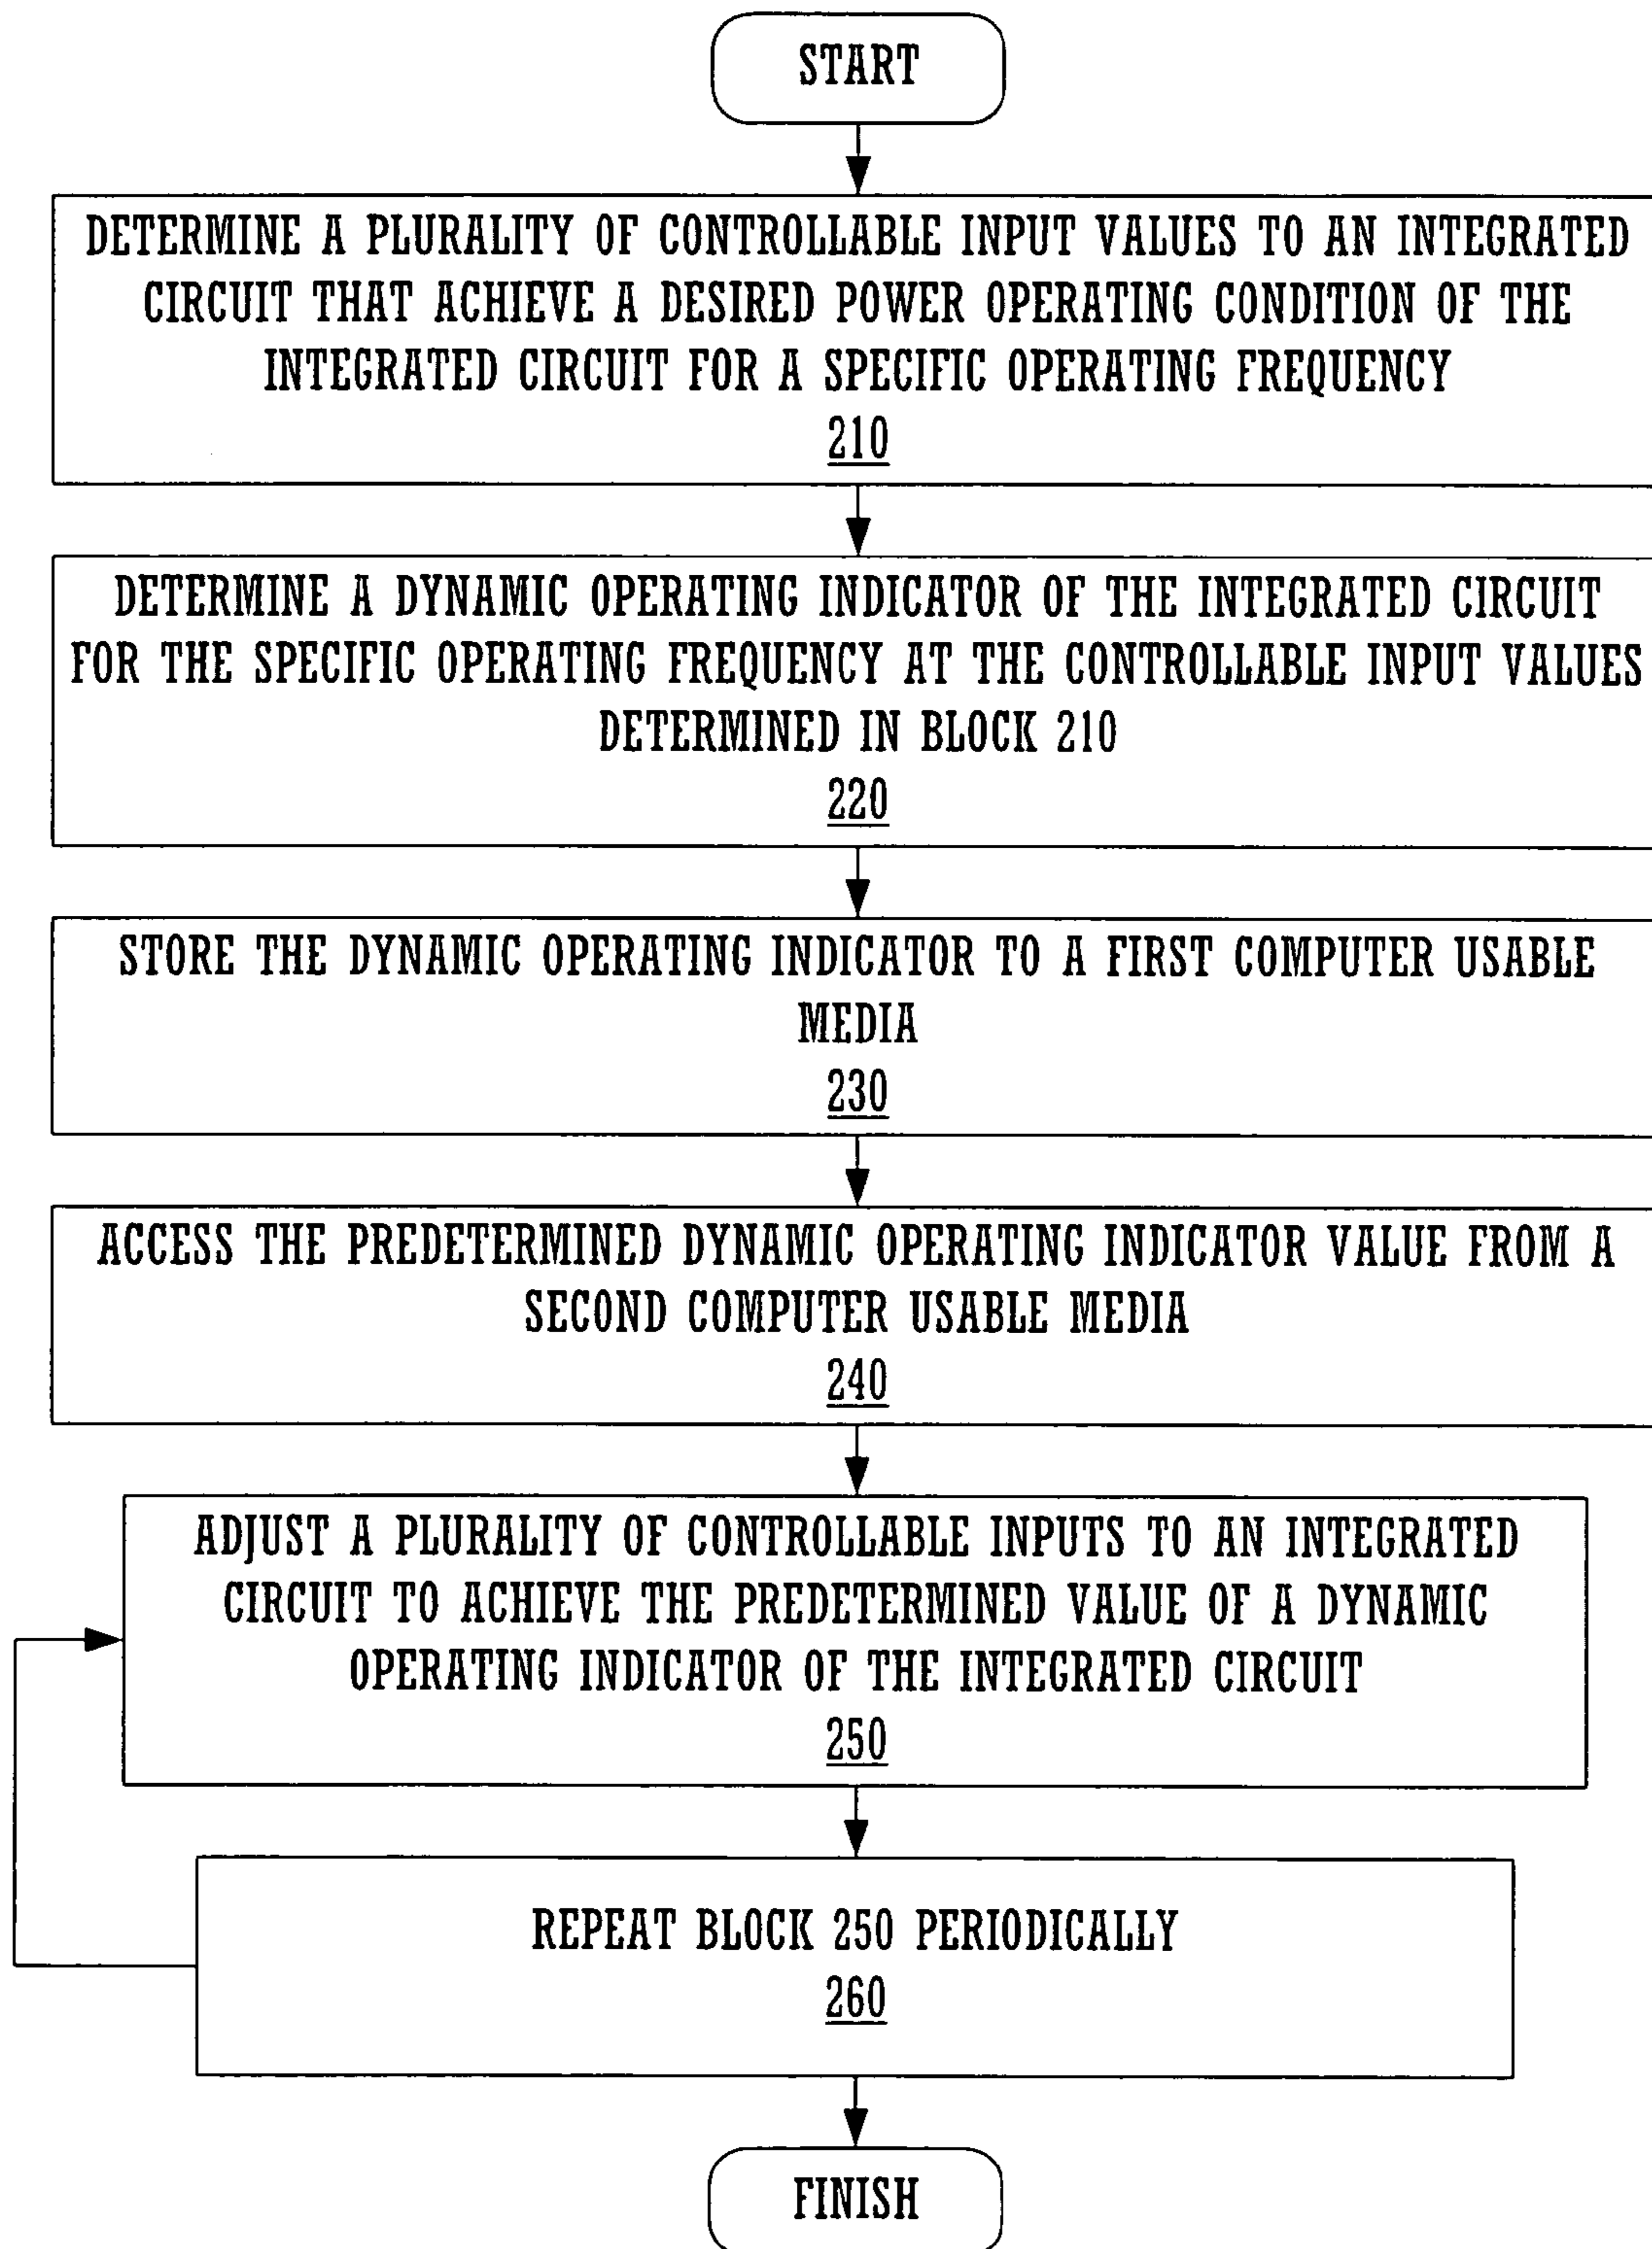 START
DETERMINE A PLURALITY OF CONTROLLABLE INPUT VALUES TO AN INTEGRATED
CIRCUIT THAT ACHIEVE A DESIRED POWER OPERATING CONDITION OF THE
INTEGRATED CIRCUIT FOR A SPECIFIC OPERATING FREQUENCY
210
DETERMINE A DYNAMIC OPERATING INDICATOR OF THE INTEGRATED CIRCUIT
FOR THE SPECIFIC OPERATING FREQUENCY AT THE CONTROLLABLE INPUT VALUES
DETERMINED IN BLOCK 210
220
STORE THE DYNAMIC OPERATING INDICATOR TO A FIRST COMPUTER USABLE
MEDIA
230
ACCESS THE PREDETERMINED DYNAMIC OPERATING INDICATOR VALUE FROM A
SECOND COMPUTER USABLE MEDIA
240
ADJUST A PLURALITY OF CONTROLLABLE INPUTS TO AN INTEGRATED
CIRCUIT TO ACHIEVE THE PREDETERMINED VALUE OF A DYNAMIC
OPERATING INDICATOR OF THE INTEGRATED CIRCUIT
250
REPEAT BLOCK 250 PERIODICALLY
260
FINISH